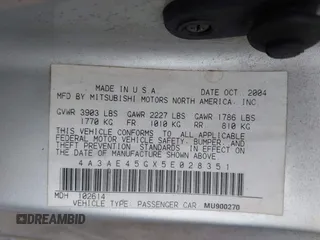 MADE IN U.S.A. DATE OCT. 2004
MFD BY MITSUBISHI MOTORS NORTH AMERICA, INC.
GVWR 3903 LBS GAWR 2227 LBS GAWR 1786 LBS
1770 KG FR 1010 KG RR 810 KG
THIS VEHICLE CONFORMS TO ALL APPLICABLE
FEDERAL MOTOR VEHICLE SAFETY, BUMPER, AND
THEFT PREVENTION STANDARDS IN EFFECT ON THE
DATE OF MANUFACTURE SHOWN ABOVE.
4A3AE45GX5E028351
MDH 102614
VEHICLE TYPE: PASSENGER CAR MU900270
DREAMBID